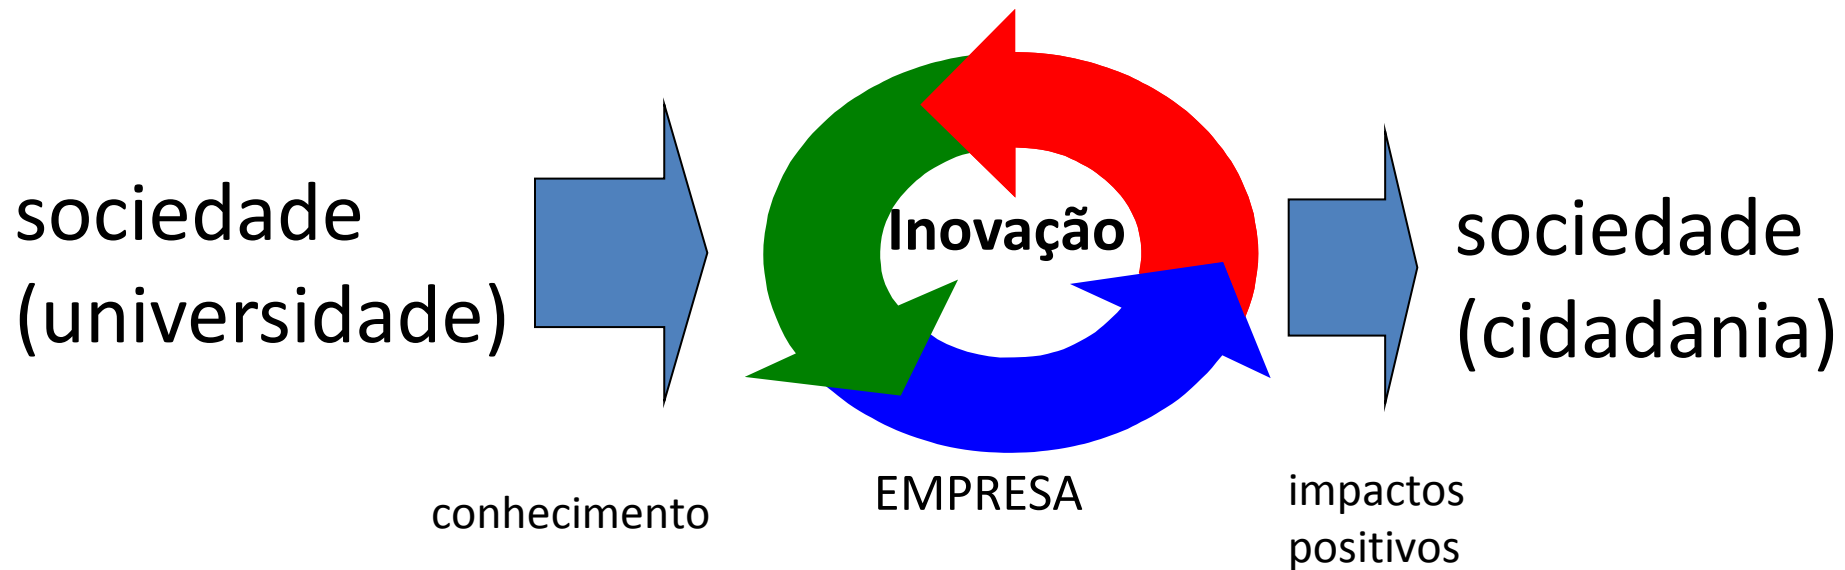 sociedade
(universidade)
conhecimento
Inovação
EMPRESA
impactos
positivos
sociedade
(cidadania)